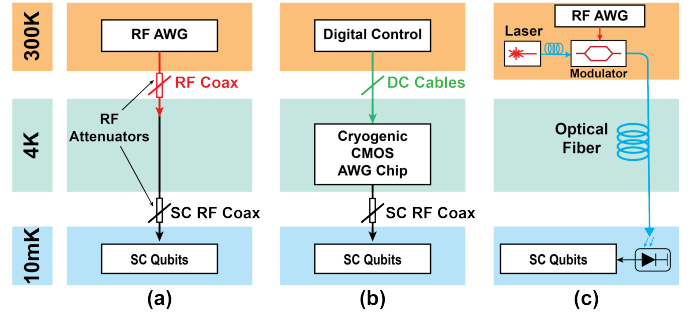 300K
4K
10mK
RF AWG
RF Coax
RF
Attenuators
SC RF Coax
SC Qubits
(a)
Digital Control
DC Cables
Cryogenic
CMOS
AWG Chip
SC RF Coax
SC Qubits
(b)
RF AWG
Laser
Modulator
Optical
Fiber
SC Qubits
(c)